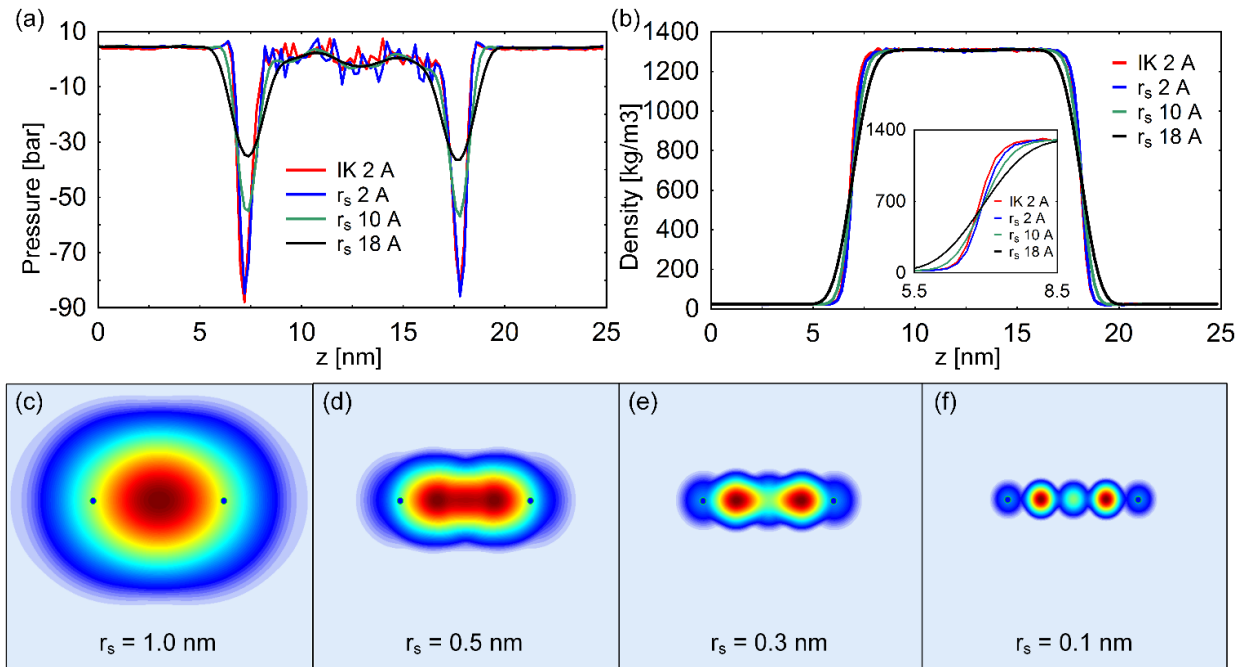 (a)
Pressure [bar]
10
-10
-30
-50
-70
-90
IK 2 A
rₛ 2 A
rₛ 10 A
rₛ 18 A
0 5 10 15 20 25
z [nm]
(b)
Density [kg/m3]
1400
1200
1000
800
600
400
200
0
IK 2 A
rₛ 2 A
rₛ 10 A
rₛ 18 A
1400
700
0
IK 2 A
rₛ 2 A
rₛ 10 A
rₛ 18 A
5.5 8.5
0 5 10 15 20 25
z [nm]
(c)
rₛ = 1.0 nm
(d)
rₛ = 0.5 nm
(e)
rₛ = 0.3 nm
(f)
rₛ = 0.1 nm